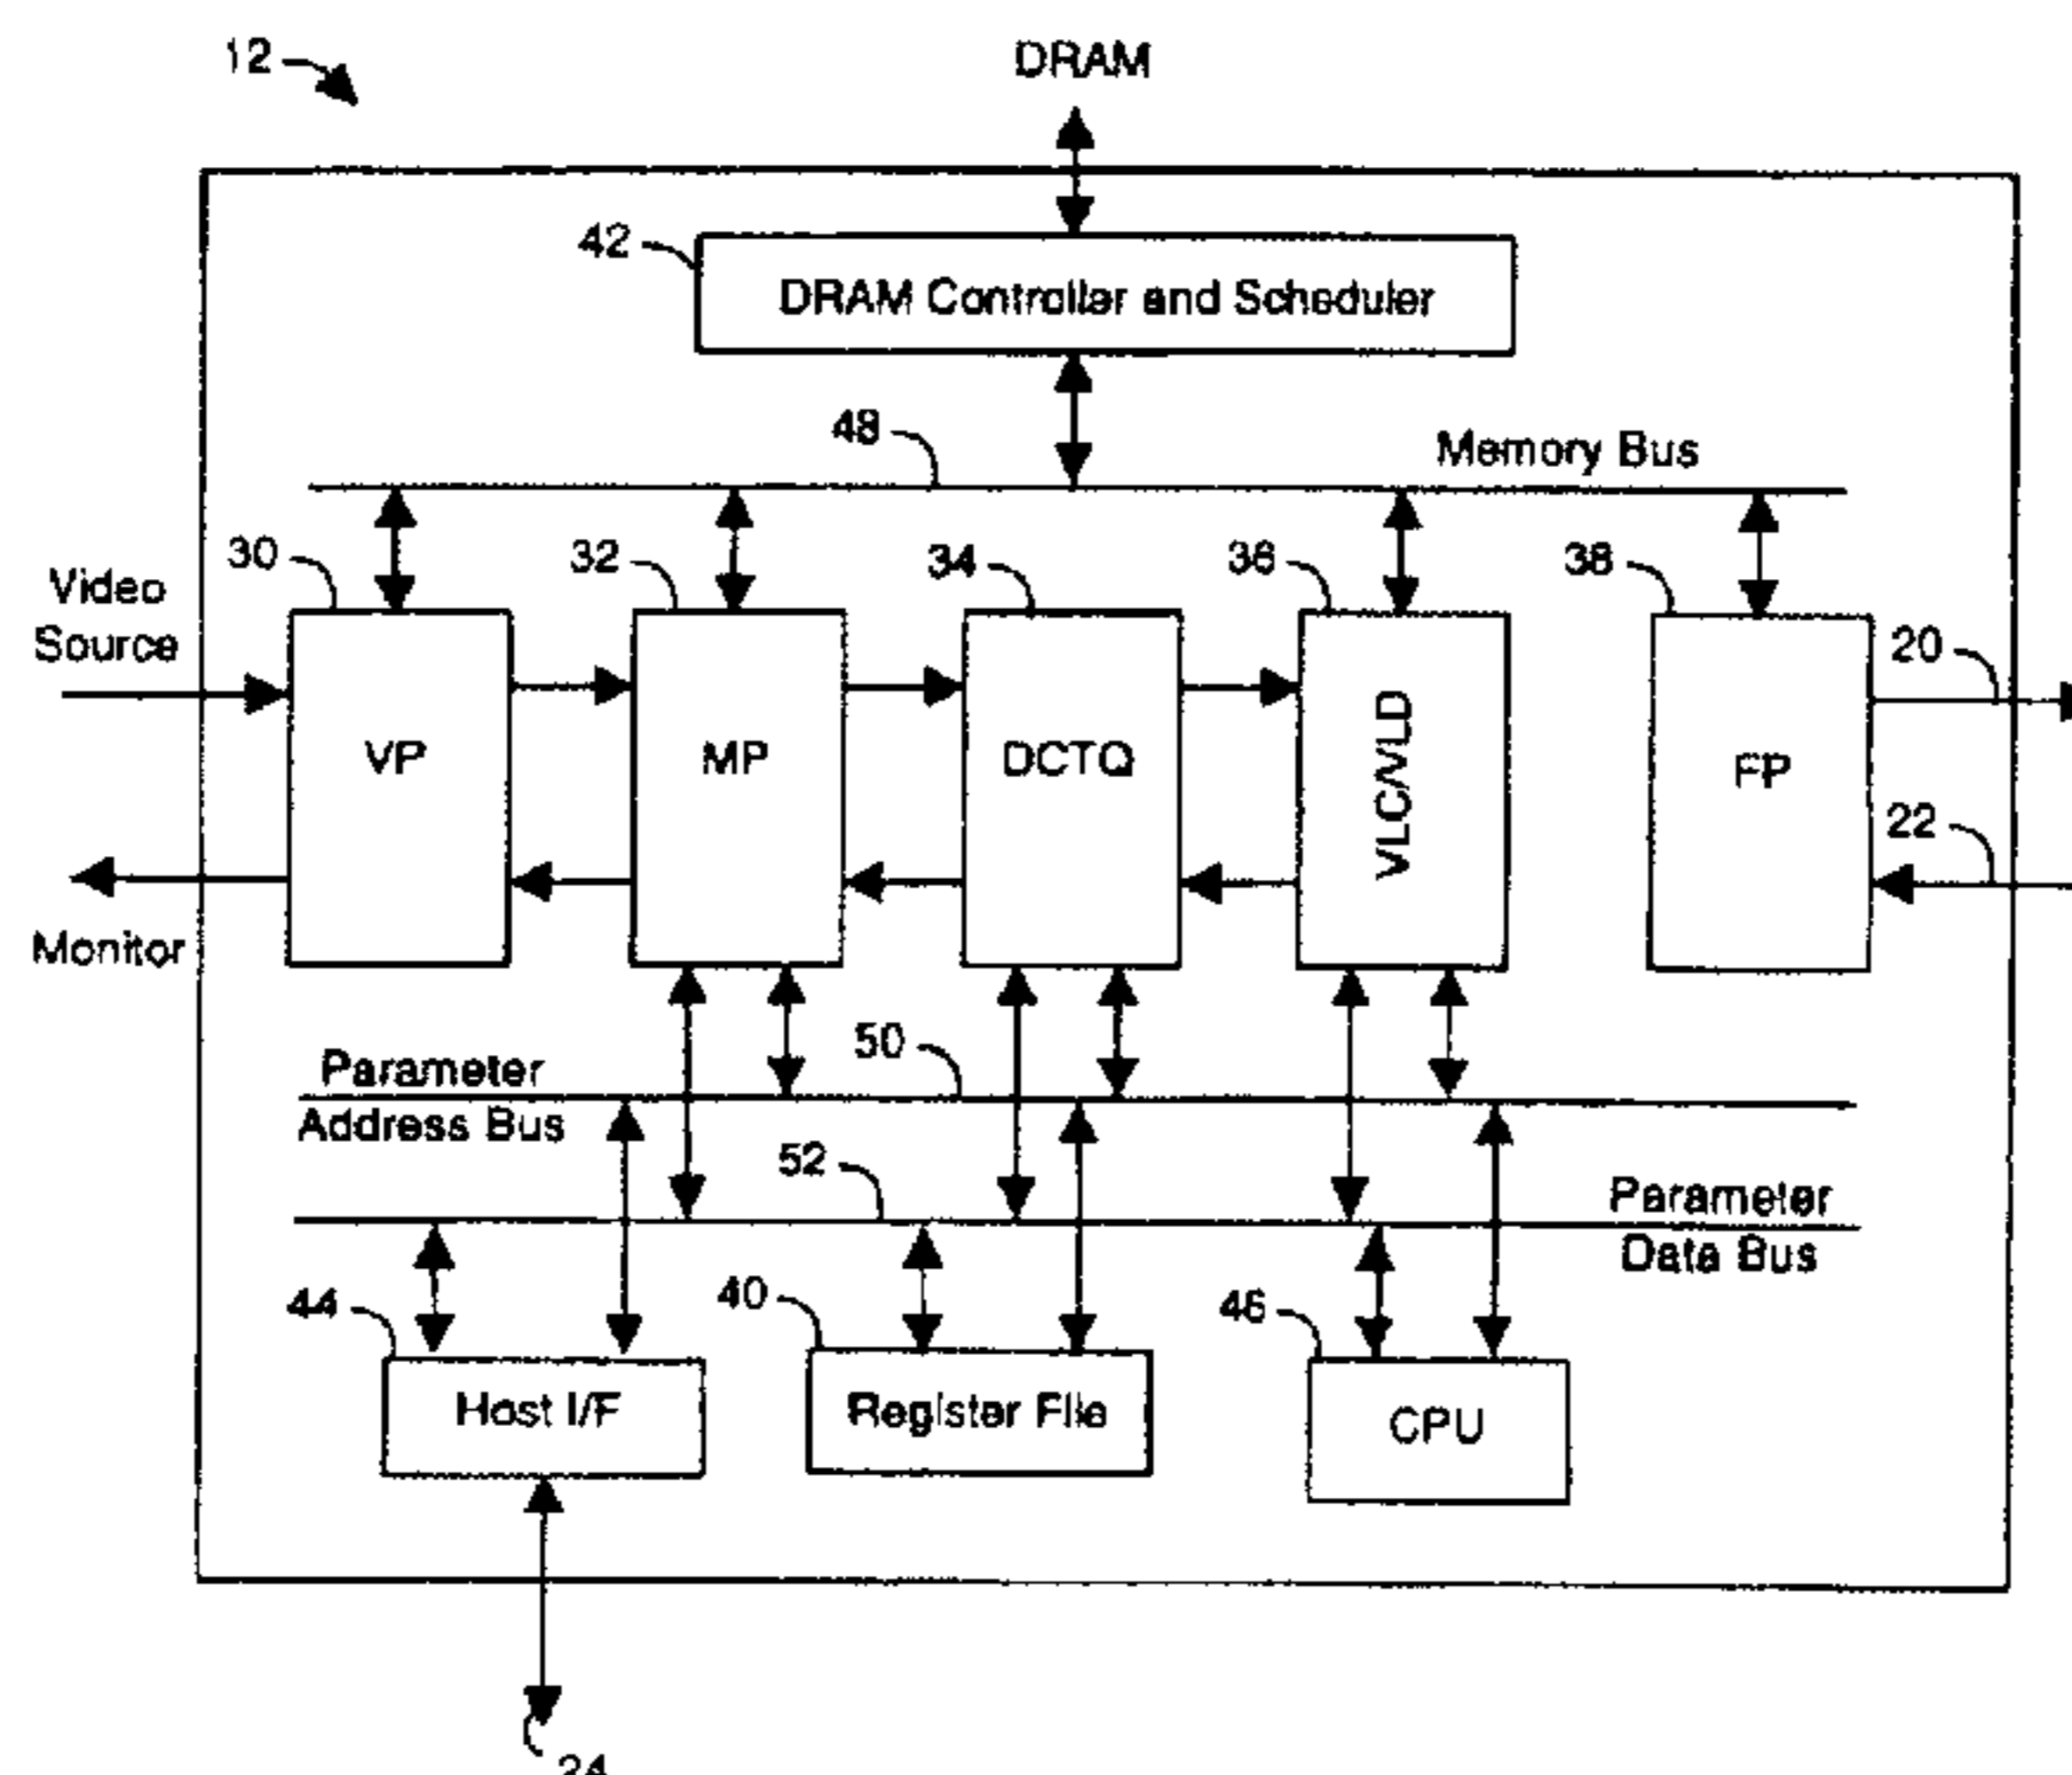 12
DRAM
42
DRAM Controller and Scheduler
48
Memory Bus
30
32
34
36
38
Video
Source
20
VP
MP
DCTQ
VLC/VLD
FP
22
Monitor
50
Parameter
Address Bus
52
Parameter
Data Bus
44
40
46
Host I/F
Register File
CPU
24